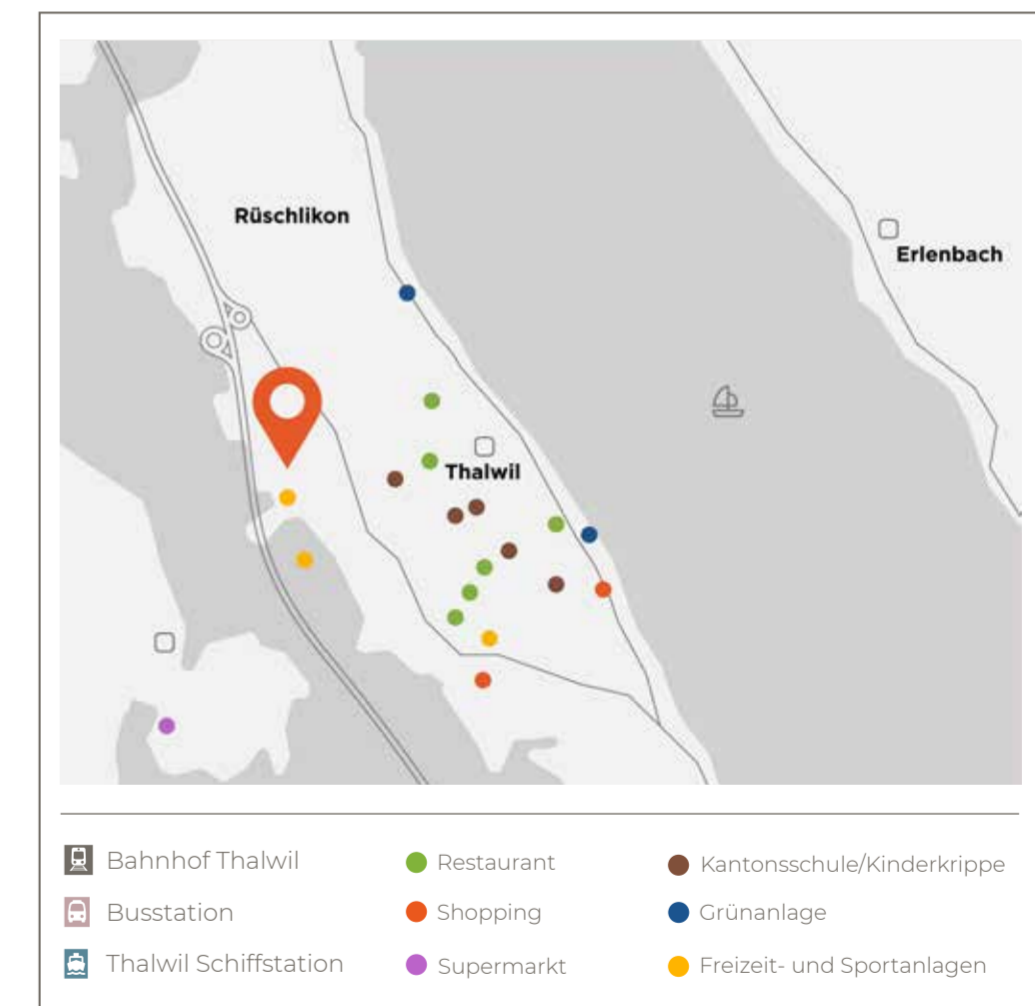 Rüschlikon
Erlenbach
Thalwil
Bahnhof Thalwil
Restaurant
Kantonsschule/Kinderkrippe
Busstation
Shopping
Grünanlage
Thalwil Schiffstation
Supermarkt
Freizeit- und Sportanlagen